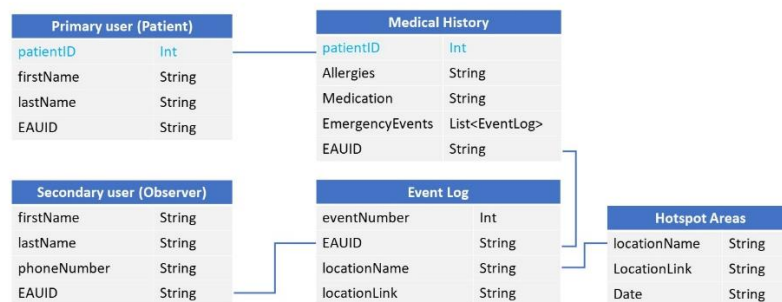 Primary user (Patient)
patientID Int
firstName String
lastName String
EAUID String
Medical History
patientID Int
Allergies String
Medication String
EmergencyEvents List<EventLog>
EAUID String
Secondary user (Observer)
firstName String
lastName String
phoneNumber String
EAUID String
Event Log
eventNumber Int
EAUID String
locationName String
locationLink String
Hotspot Areas
locationName String
LocationLink String
Date String